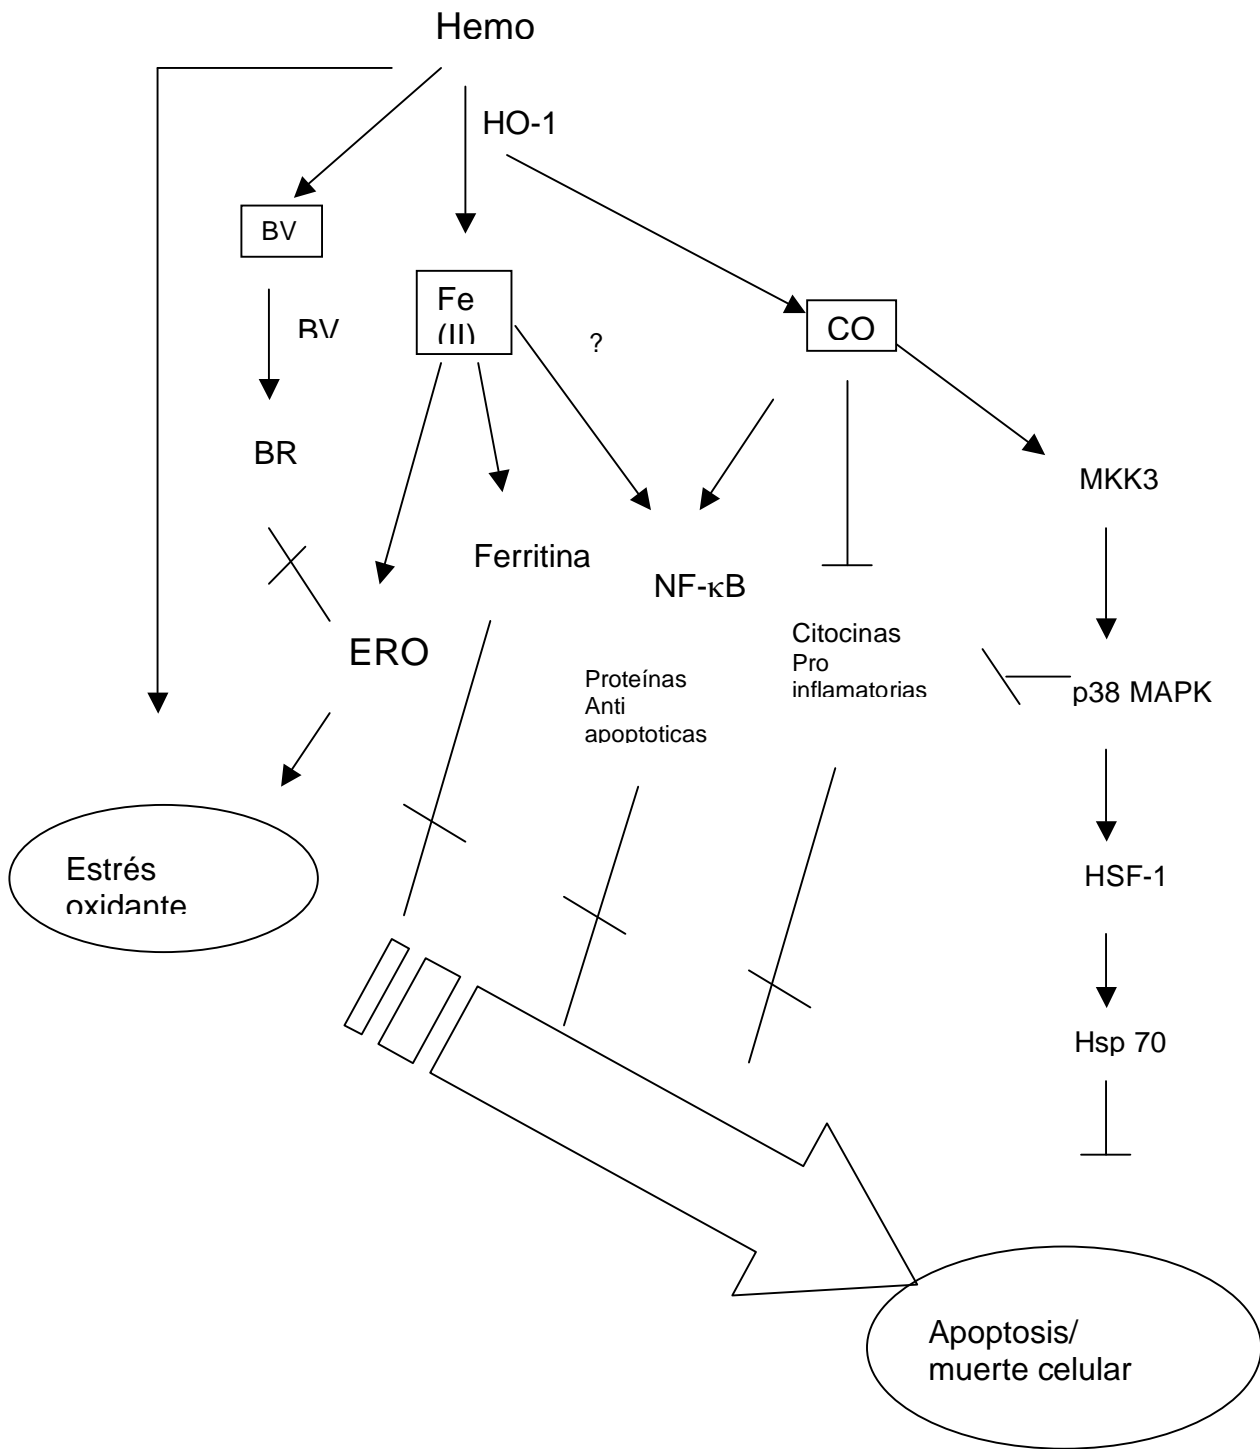 Hemo
HO-1
BV
Fe
(II)
BV
?
CO
BR
MKK3
Ferritina
NF-κB
ERO
Citocinas
Pro
inflamatorias
Proteínas
Anti
apoptoticas
p38 MAPK
Estrés
oxidante
HSF-1
Hsp 70
Apoptosis/
muerte celular